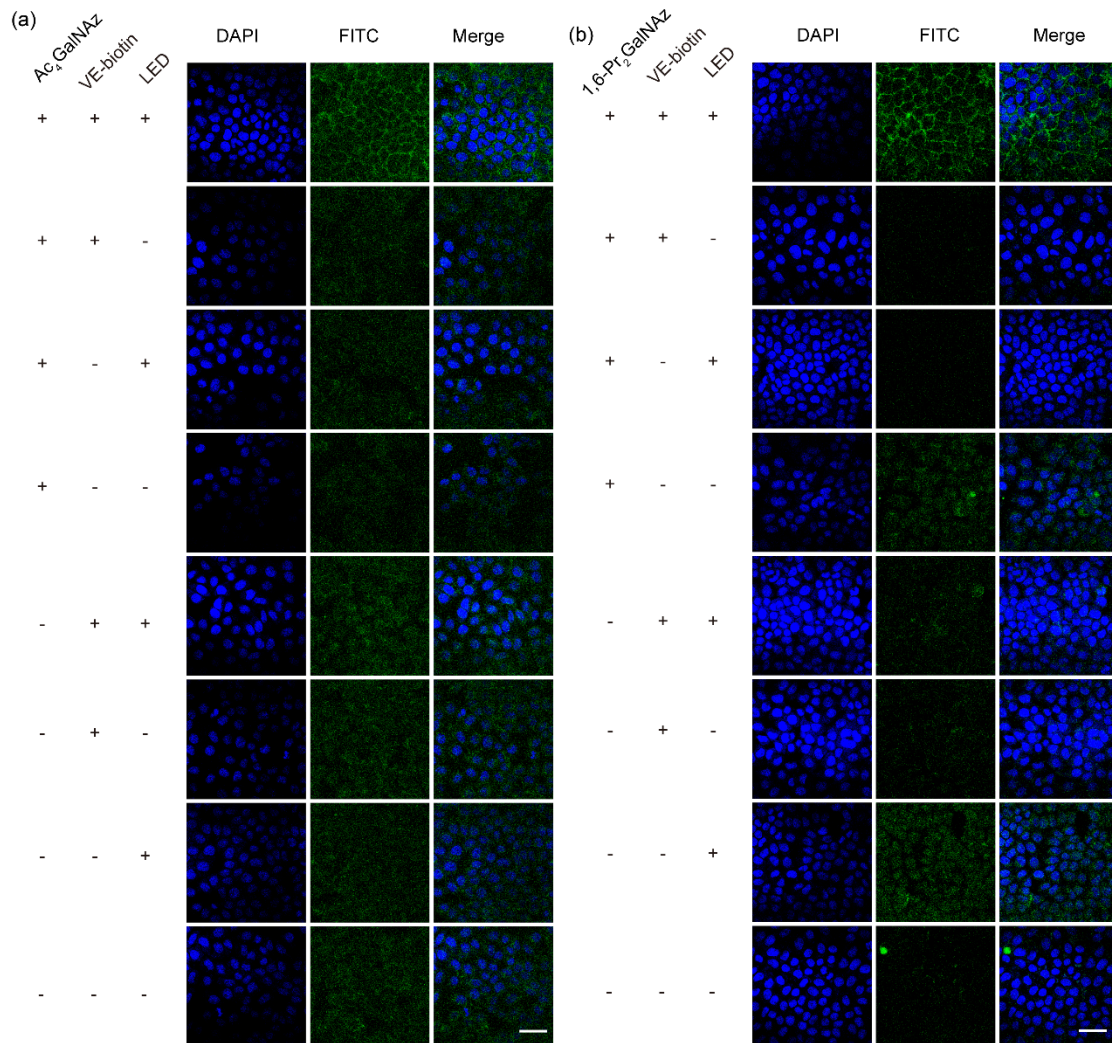 (a)
Ac4GalNAz
VE-biotin
LED
DAPI FITC Merge
+ + +
+ + -
+ - +
+ - -
- + +
- + -
- - +
- - -
(b)
1,6-Pr2GalNAz
VE-biotin
LED
DAPI FITC Merge
+ + +
+ + -
+ - +
+ - -
- + +
- + -
- - +
- - -